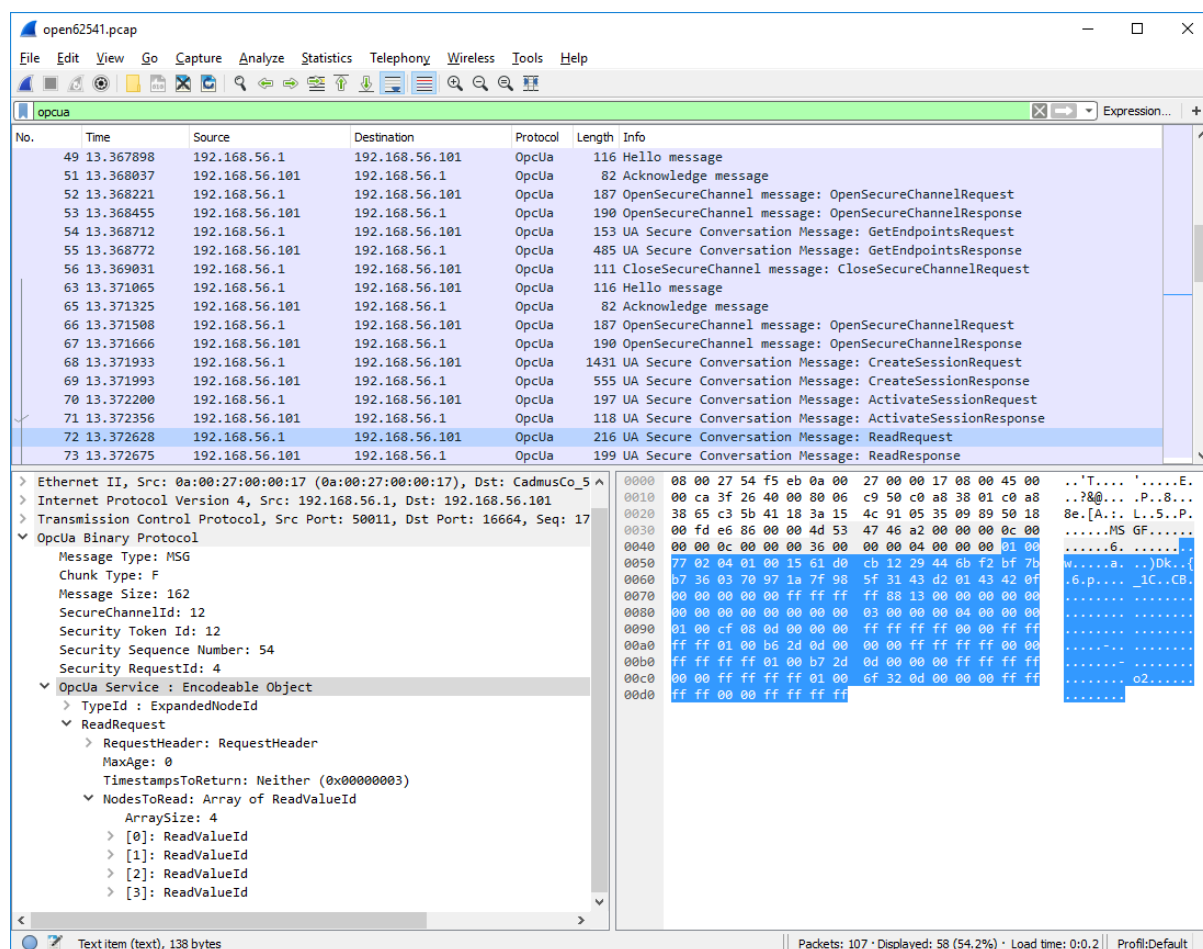 open62541.pcap
File Edit View Go Capture Analyze Statistics Telephony Wireless Tools Help
opcua Expression... +
No. Time Source Destination Protocol Length Info
49 13.367898 192.168.56.1 192.168.56.101 OpcUa 116 Hello message
51 13.368037 192.168.56.101 192.168.56.1 OpcUa 82 Acknowledge message
52 13.368221 192.168.56.1 192.168.56.101 OpcUa 187 OpenSecureChannel message: OpenSecureChannelRequest
53 13.368455 192.168.56.101 192.168.56.1 OpcUa 190 OpenSecureChannel message: OpenSecureChannelResponse
54 13.368712 192.168.56.1 192.168.56.101 OpcUa 153 UA Secure Conversation Message: GetEndpointsRequest
55 13.368772 192.168.56.101 192.168.56.1 OpcUa 485 UA Secure Conversation Message: GetEndpointsResponse
56 13.369031 192.168.56.1 192.168.56.101 OpcUa 111 CloseSecureChannel message: CloseSecureChannelRequest
63 13.371065 192.168.56.1 192.168.56.101 OpcUa 116 Hello message
65 13.371325 192.168.56.101 192.168.56.1 OpcUa 82 Acknowledge message
66 13.371508 192.168.56.1 192.168.56.101 OpcUa 187 OpenSecureChannel message: OpenSecureChannelRequest
67 13.371666 192.168.56.101 192.168.56.1 OpcUa 190 OpenSecureChannel message: OpenSecureChannelResponse
68 13.371933 192.168.56.1 192.168.56.101 OpcUa 1431 UA Secure Conversation Message: CreateSessionRequest
69 13.371993 192.168.56.101 192.168.56.1 OpcUa 555 UA Secure Conversation Message: CreateSessionResponse
70 13.372200 192.168.56.1 192.168.56.101 OpcUa 197 UA Secure Conversation Message: ActivateSessionRequest
71 13.372356 192.168.56.101 192.168.56.1 OpcUa 118 UA Secure Conversation Message: ActivateSessionResponse
72 13.372628 192.168.56.1 192.168.56.101 OpcUa 216 UA Secure Conversation Message: ReadRequest
73 13.372675 192.168.56.101 192.168.56.1 OpcUa 199 UA Secure Conversation Message: ReadResponse
Ethernet II, Src: 0a:00:27:00:00:17 (0a:00:27:00:00:17), Dst: CadmusCo_5
Internet Protocol Version 4, Src: 192.168.56.1, Dst: 192.168.56.101
Transmission Control Protocol, Src Port: 50011, Dst Port: 16664, Seq: 17
OpcUa Binary Protocol
Message Type: MSG
Chunk Type: F
Message Size: 162
SecureChannelId: 12
Security Token Id: 12
Security Sequence Number: 54
Security RequestId: 4
OpcUa Service : Encodeable Object
TypeId : ExpandedNodeId
ReadRequest
RequestHeader: RequestHeader
MaxAge: 0
TimestampsToReturn: Neither (0x00000003)
NodesToRead: Array of ReadValueId
ArraySize: 4
[0]: ReadValueId
[1]: ReadValueId
[2]: ReadValueId
[3]: ReadValueId
0000 08 00 27 54 f5 eb 0a 00 27 00 00 17 08 00 45 00 ..'T.... '.....E.
0010 00 ca 3f 26 40 00 80 06 c9 50 c0 a8 38 01 c0 a8 ..?&@... .P..8...
0020 38 65 c3 5b 41 18 3a 15 4c 91 05 35 09 89 50 18 8e.[A.:. L..5..P.
0030 00 fd e6 86 00 00 4d 53 47 46 a2 00 00 00 0c 00 ......MS GF......
0040 00 00 0c 00 00 00 36 00 00 00 04 00 00 00 01 00 ......6. ........
0050 77 02 04 01 00 15 61 d0 cb 12 29 44 6b f2 bf 7b w.....a. ..)Dk..{
0060 b7 36 03 70 97 1a 7f 98 5f 31 43 d2 01 43 42 0f .6.p.... _1C..CB.
0070 00 00 00 00 00 ff ff ff ff 88 13 00 00 00 00 00 ........ ........
0080 00 00 00 00 00 00 00 00 03 00 00 00 04 00 00 00 ........ ........
0090 01 00 cf 08 0d 00 00 00 ff ff ff ff 00 00 ff ff ........ ........
00a0 ff ff 01 00 b6 2d 0d 00 00 00 ff ff ff ff 00 00 .....-.. ........
00b0 ff ff ff ff 01 00 b7 2d 0d 00 00 00 ff ff ff ff .......- ........
00c0 00 00 ff ff ff ff 01 00 6f 32 0d 00 00 00 ff ff ........ o2......
00d0 ff ff 00 00 ff ff ff ff ........
Text item (text), 138 bytes Packets: 107 · Displayed: 58 (54.2%) · Load time: 0:0.2 Profil:Default